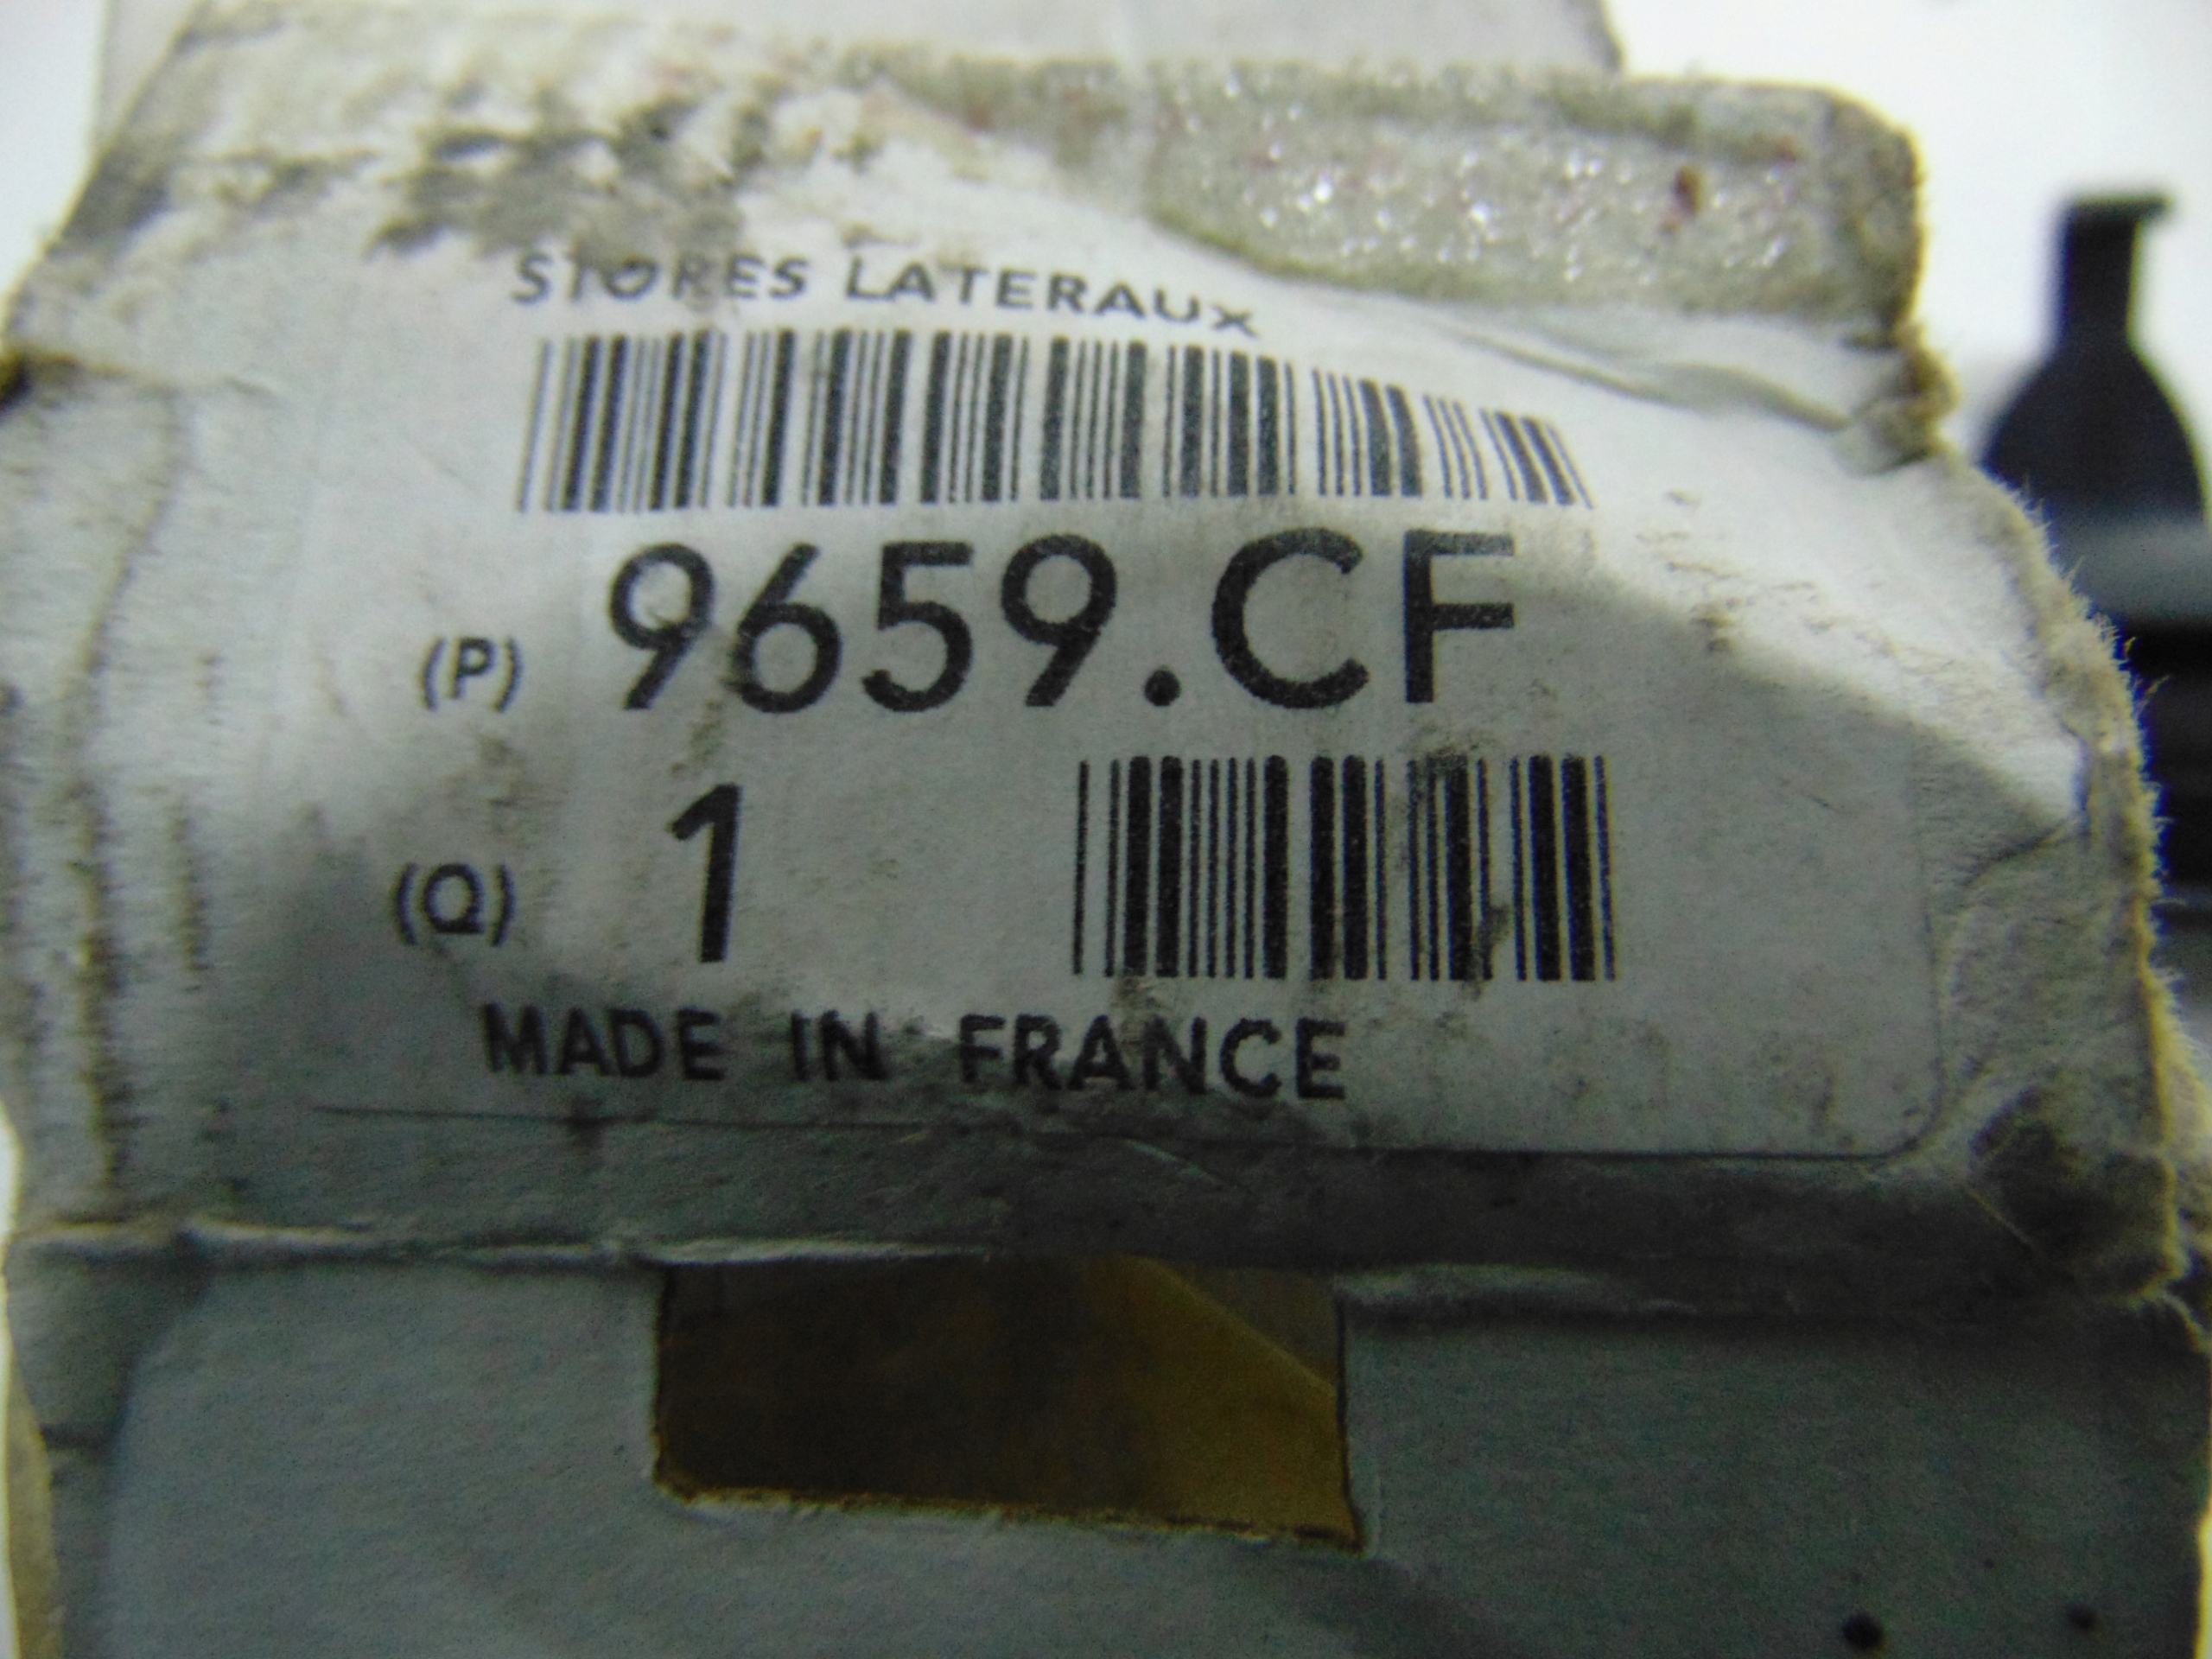 STORES LATERAUX
(P) 9659.CF
(Q) 1
MADE IN FRANCE